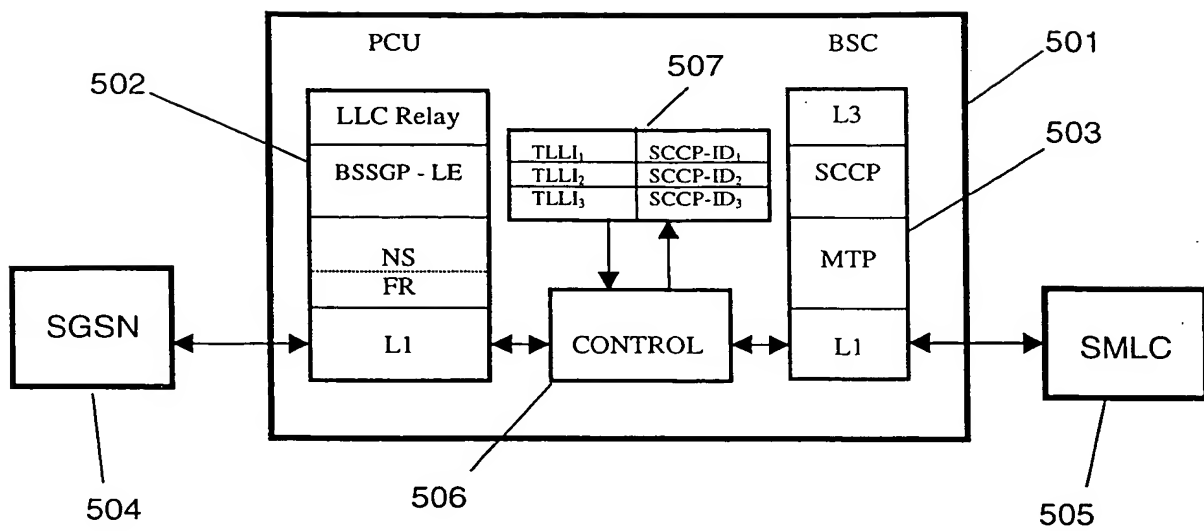 PCU
BSC
501
507
502
LLC Relay
L3
503
TLLI₁ SCCP-ID₁
BSSGP - LE
SCCP
TLLI₂ SCCP-ID₂
TLLI₃ SCCP-ID₃
NS
MTP
FR
SGSN
L1
CONTROL
L1
SMLC
504
506
505